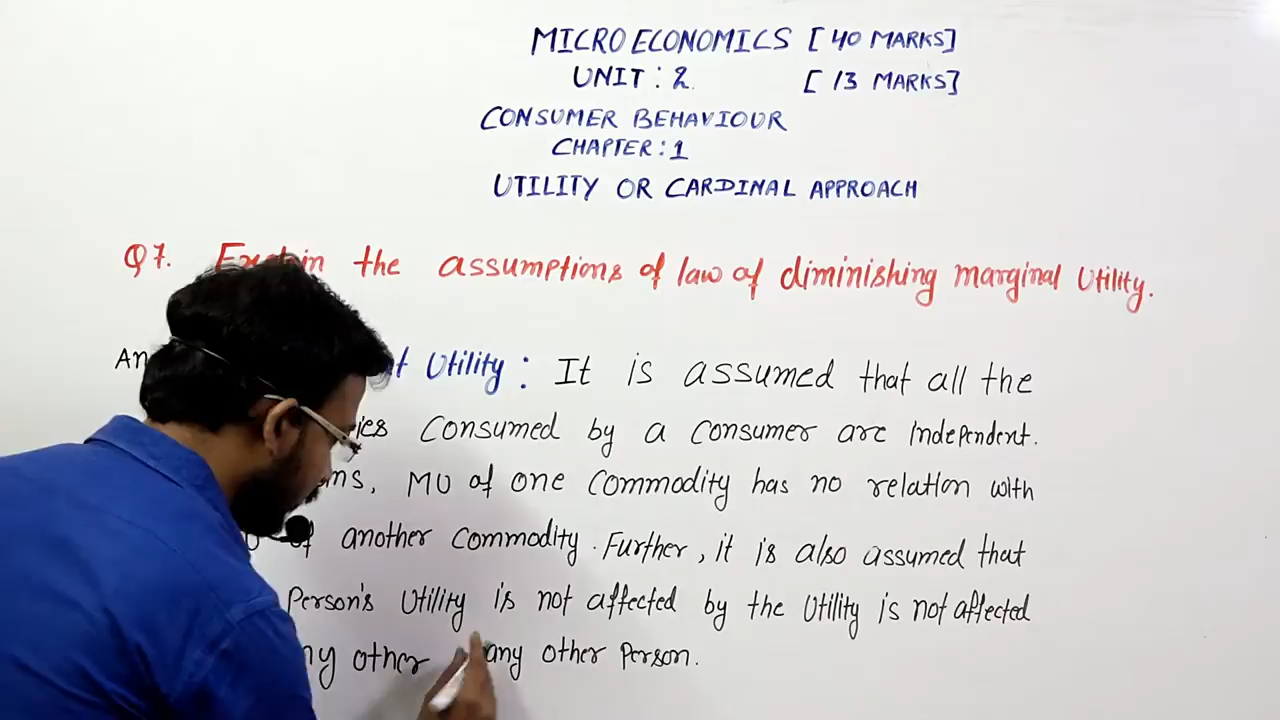 MICRO ECONOMICS [40 MARKS]
UNIT : 2 [13 MARKS]
CONSUMER BEHAVIOUR
CHAPTER : 1
UTILITY OR CARDINAL APPROACH
Q7. Explain the assumptions of law of diminishing marginal Utility.
Utility : It is assumed that all the
consumed by a consumer are independent.
MU of one commodity has no relation with
of another commodity. Further, it is also assumed that
Person's Utility is not affected by the Utility is not affected
other any other Person.